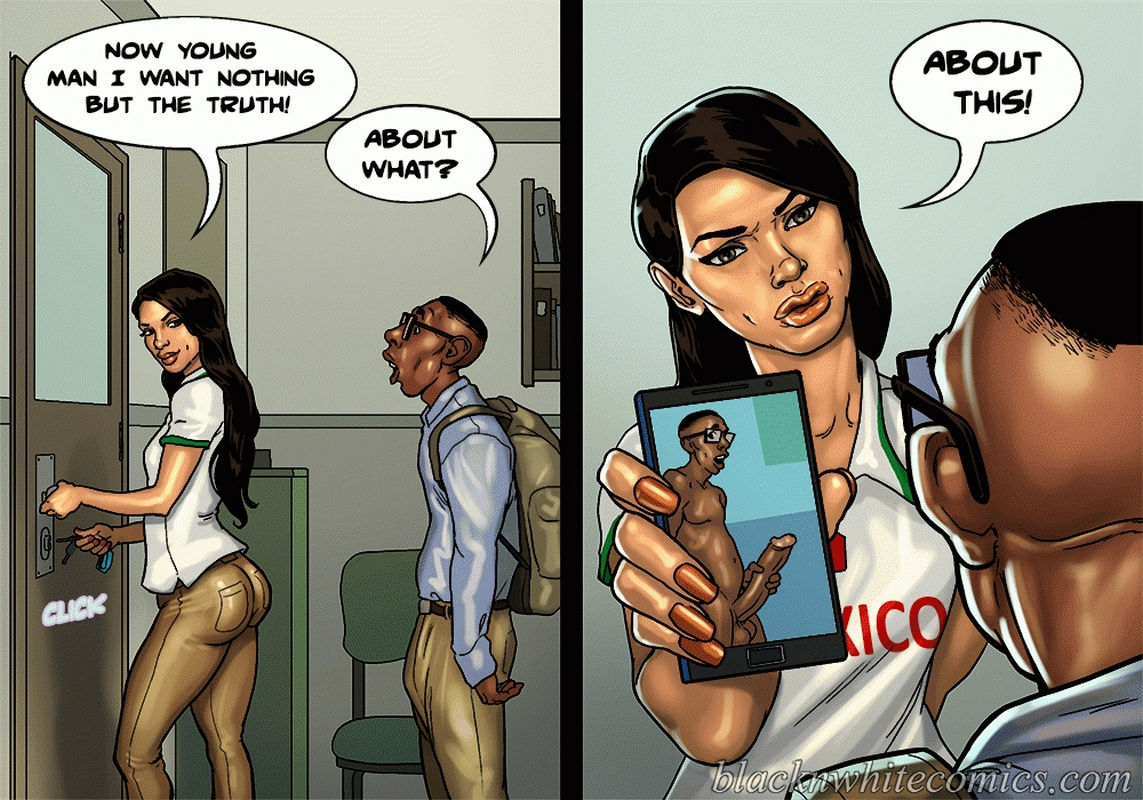 NOW YOUNG
MAN I WANT NOTHING
BUT THE TRUTH!
ABOUT
WHAT?
CLICK
ABOUT
THIS!
XICO
blacknwhitecomics.com